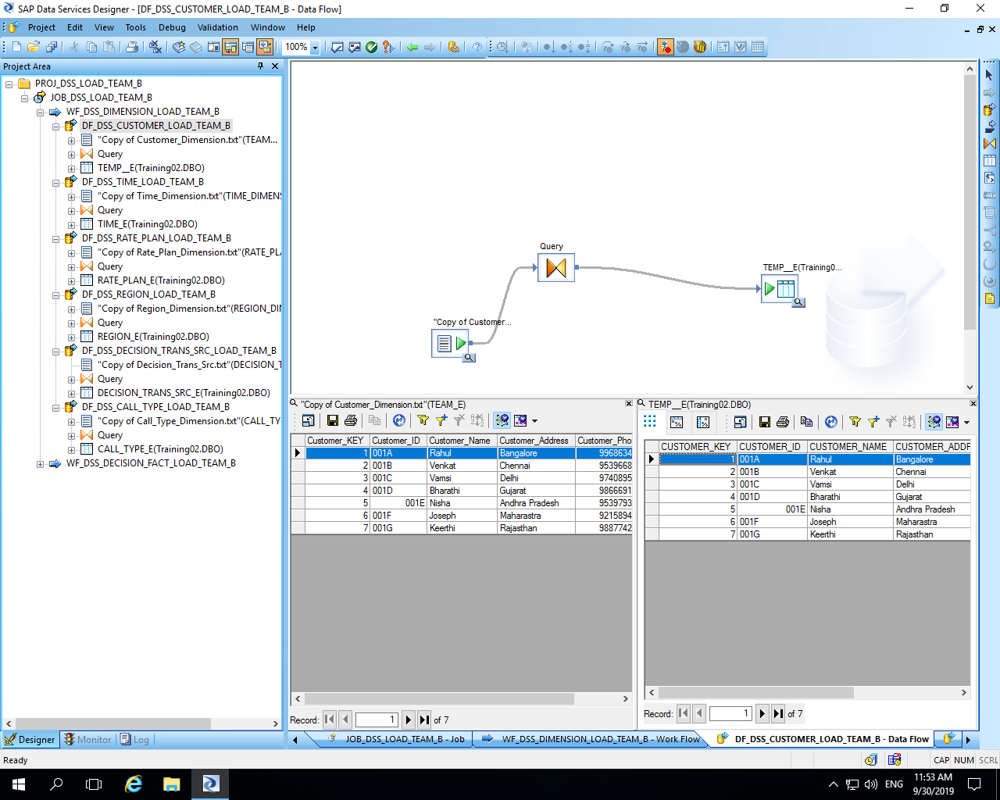 SAP Data Services Designer - [DF_DSS_CUSTOMER_LOAD_TEAM_B - Data Flow]
Project Edit View Tools Debug Validation Window Help
100%
Project Area
PROJ_DSS_LOAD_TEAM_B
JOB_DSS_LOAD_TEAM_B
WF_DSS_DIMENSION_LOAD_TEAM_B
DF_DSS_CUSTOMER_LOAD_TEAM_B
"Copy of Customer_Dimension.txt"(TEAM...
Query
TEMP__E(Training02.DBO)
DF_DSS_TIME_LOAD_TEAM_B
"Copy of Time_Dimension.txt"(TIME_DIMENS
Query
TIME_E(Training02.DBO)
DF_DSS_RATE_PLAN_LOAD_TEAM_B
"Copy of Rate_Plan_Dimension.txt"(RATE_PL
Query
RATE_PLAN_E(Training02.DBO)
DF_DSS_REGION_LOAD_TEAM_B
"Copy of Region_Dimension.txt"(REGION_DI
Query
REGION_E(Training02.DBO)
DF_DSS_DECISION_TRANS_SRC_LOAD_TEAM_B
"Copy of Decision_Trans_Src.txt"(DECISION_T
Query
DECISION_TRANS_SRC_E(Training02.DBO)
DF_DSS_CALL_TYPE_LOAD_TEAM_B
"Copy of Call_Type_Dimension.txt"(CALL_TY
Query
CALL_TYPE_E(Training02.DBO)
WF_DSS_DECISION_FACT_LOAD_TEAM_B
Designer Monitor Log
Query
TEMP__E(Training0...
"Copy of Customer...
"Copy of Customer_Dimension.txt"(TEAM_E)
Customer_KEY Customer_ID Customer_Name Customer_Address Customer_Pho
1 001A Rahul Bangalore 9968634
2 001B Venkat Chennai 9539668
3 001C Vamsi Delhi 9740895
4 001D Bharathi Gujarat 9866691
5 001E Nisha Andhra Pradesh 9539793
6 001F Joseph Maharastra 9215894
7 001G Keerthi Rajasthan 9887742
Record: 1 of 7
TEMP__E(Training02.DBO)
CUSTOMER_KEY CUSTOMER_ID CUSTOMER_NAME CUSTOMER_ADDR
1 001A Rahul Bangalore
2 001B Venkat Chennai
3 001C Vamsi Delhi
4 001D Bharathi Gujarat
5 001E Nisha Andhra Pradesh
6 001F Joseph Maharastra
7 001G Keerthi Rajasthan
Record: 1 of 7
JOB_DSS_LOAD_TEAM_B - Job WF_DSS_DIMENSION_LOAD_TEAM_B - Work Flow DF_DSS_CUSTOMER_LOAD_TEAM_B - Data Flow
Ready
CAP NUM SCRL
ENG
11:53 AM
9/30/2019